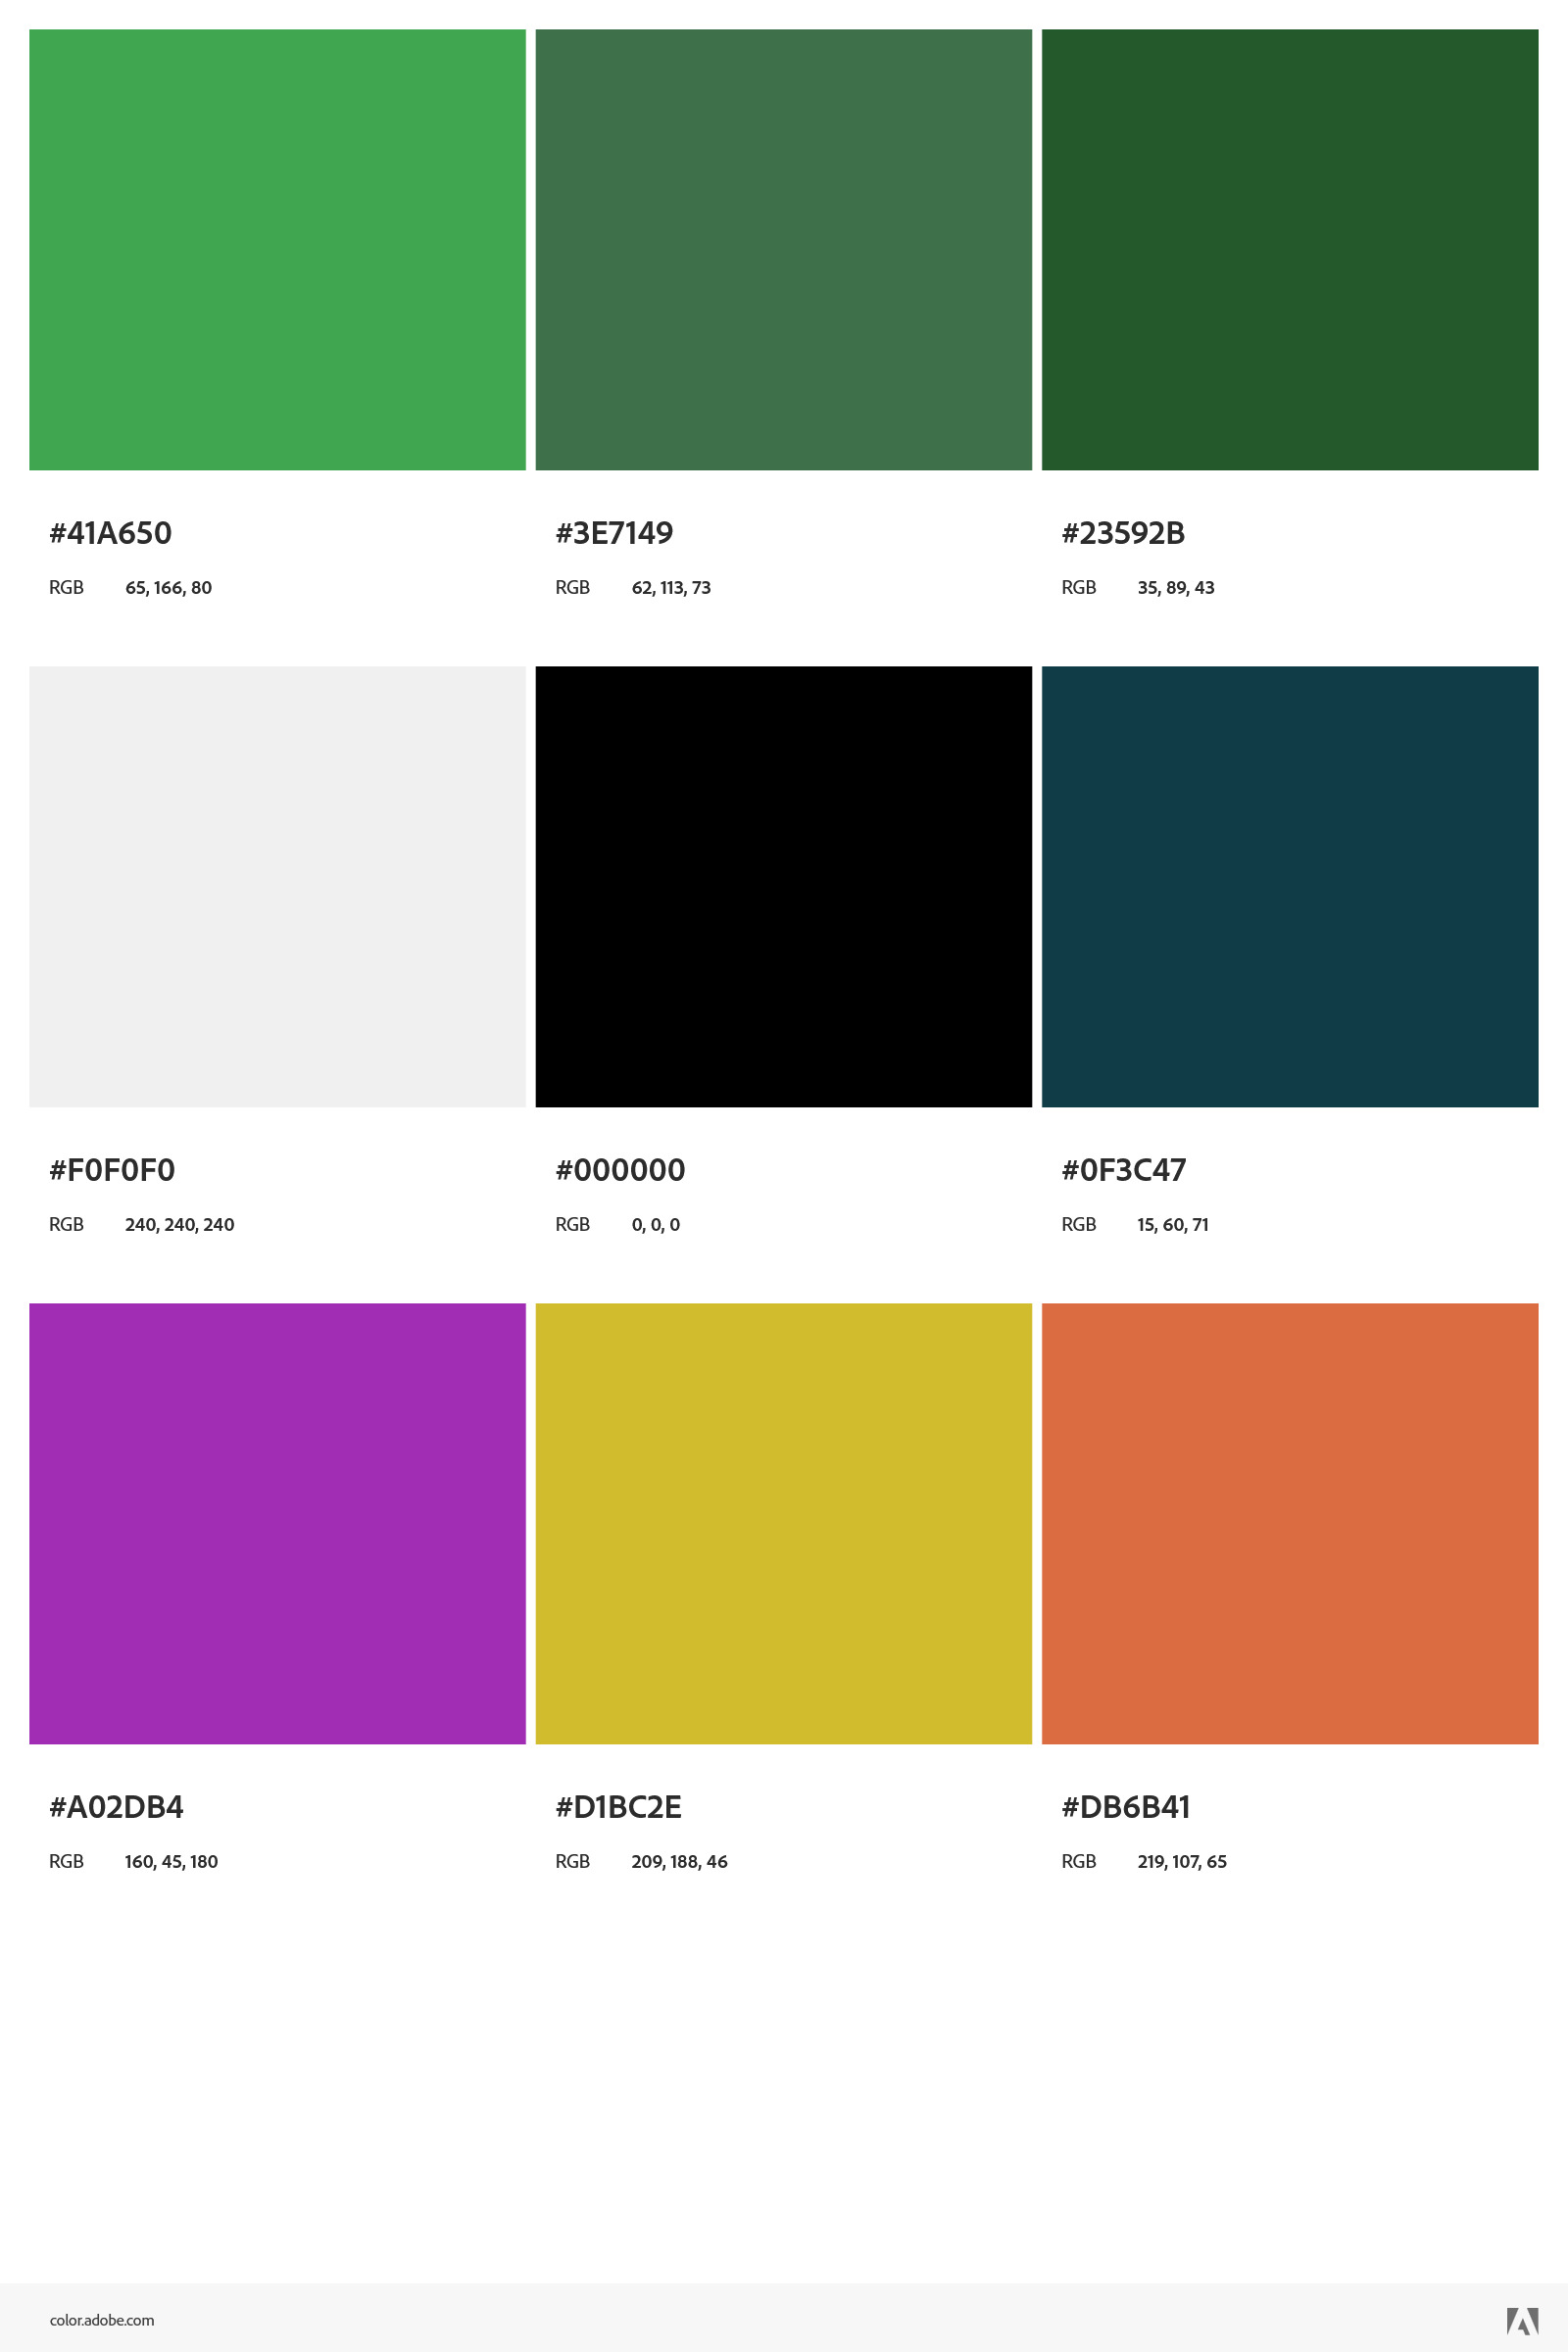 #41A650 #3E7149 #23592B
RGB 65, 166, 80 RGB 62, 113, 73 RGB 35, 89, 43
#F0F0F0 #000000 #0F3C47
RGB 240, 240, 240 RGB 0, 0, 0 RGB 15, 60, 71
#A02DB4 #D1BC2E #DB6B41
RGB 160, 45, 180 RGB 209, 188, 46 RGB 219, 107, 65
color.adobe.com